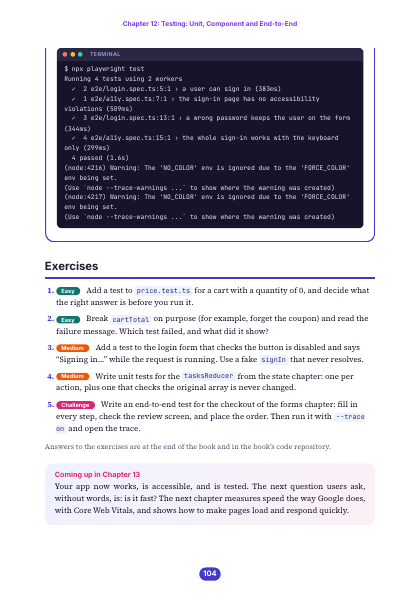 Chapter 12: Testing: Unit, Component and End-to-End
TERMINAL
$ npx playwright test
Running 4 tests using 2 workers
✓  2 e2e/login.spec.ts:5:1 › a user can sign in (383ms)
✓  1 e2e/a11y.spec.ts:7:1 › the sign-in page has no accessibility
violations (509ms)
✓  3 e2e/login.spec.ts:13:1 › a wrong password keeps the user on the form
(344ms)
✓  4 e2e/a11y.spec.ts:15:1 › the whole sign-in works with the keyboard
only (299ms)
4 passed (1.6s)
(node:4216) Warning: The 'NO_COLOR' env is ignored due to the 'FORCE_COLOR'
env being set.
(Use `node --trace-warnings ...` to show where the warning was created)
(node:4217) Warning: The 'NO_COLOR' env is ignored due to the 'FORCE_COLOR'
env being set.
(Use `node --trace-warnings ...` to show where the warning was created)
Exercises
1. Easy Add a test to price.test.ts for a cart with a quantity of 0, and decide what
the right answer is before you run it.
2. Easy Break cartTotal on purpose (for example, forget the coupon) and read the
failure message. Which test failed, and what did it show?
3. Medium Add a test to the login form that checks the button is disabled and says
“Signing in…” while the request is running. Use a fake signIn that never resolves.
4. Medium Write unit tests for the tasksReducer from the state chapter: one per
action, plus one that checks the original array is never changed.
5. Challenge Write an end-to-end test for the checkout of the forms chapter: fill in
every step, check the review screen, and place the order. Then run it with --trace
on and open the trace.
Answers to the exercises are at the end of the book and in the book's code repository.
Coming up in Chapter 13
Your app now works, is accessible, and is tested. The next question users ask,
without words, is: is it fast? The next chapter measures speed the way Google does,
with Core Web Vitals, and shows how to make pages load and respond quickly.
104